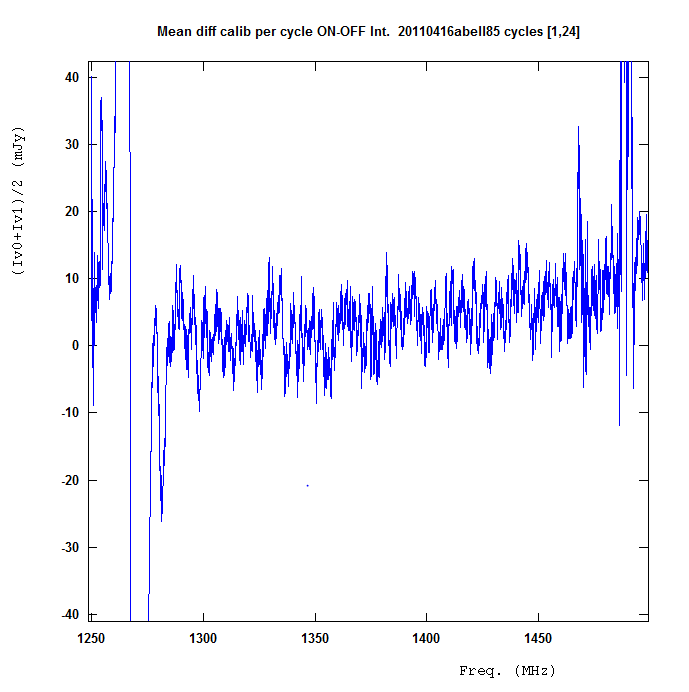 Mean diff calib per cycle ON-OFF Int.  20110416abell85 cycles [1,24]
40
30
20
10
0
-10
-20
-30
-40
(Iv0+Iv1)/2 (mJy)
1250 1300 1350 1400 1450
Freq. (MHz)